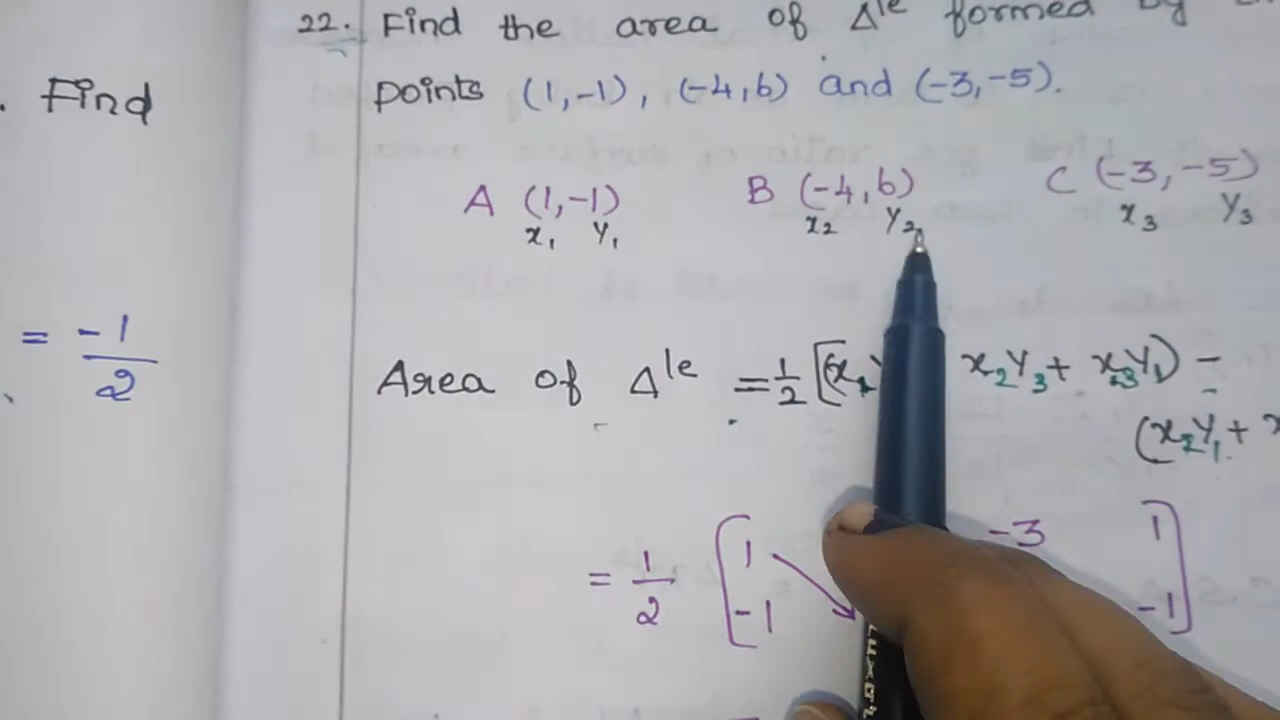 22. Find the area of Δle formed by
. Find
points (1,-1), (-4,6) and (-3,-5).
A (1,-1) B (-4,6) C (-3,-5)
x₁ y₁ x₂ y₂ x₃ y₃
= -1/2
Area of Δle = 1/2 [(x₁y x₂y₃ + x₃y₁) -
(x₂y₁ +
= 1/2 [ 1 -3 1 ]
-1 -1
Luxor